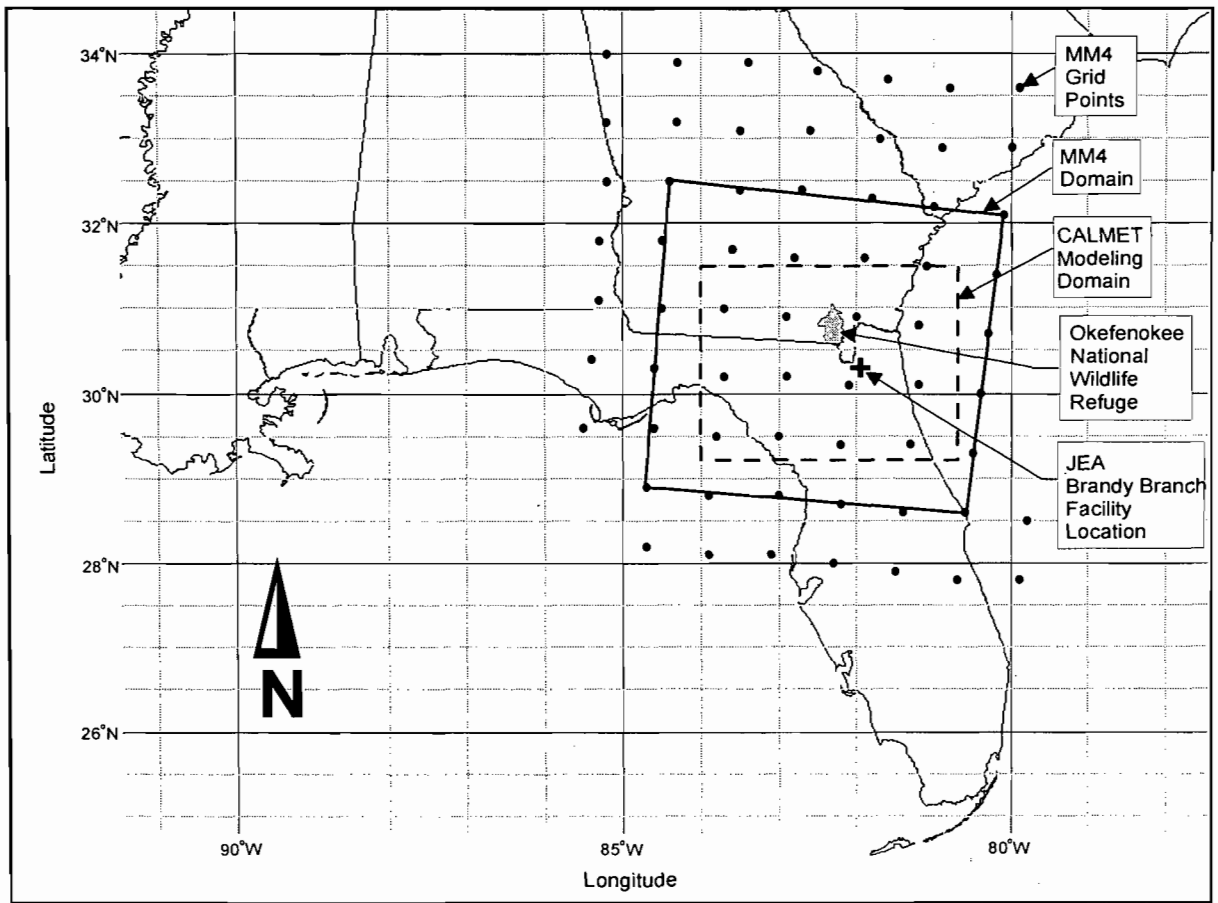 34°N
32°N
30°N
28°N
26°N
Latitude
90°W
85°W
80°W
Longitude
N
MM4
Grid
Points
MM4
Domain
CALMET
Modeling
Domain
Okefenokee
National
Wildlife
Refuge
JEA
Brandy Branch
Facility
Location